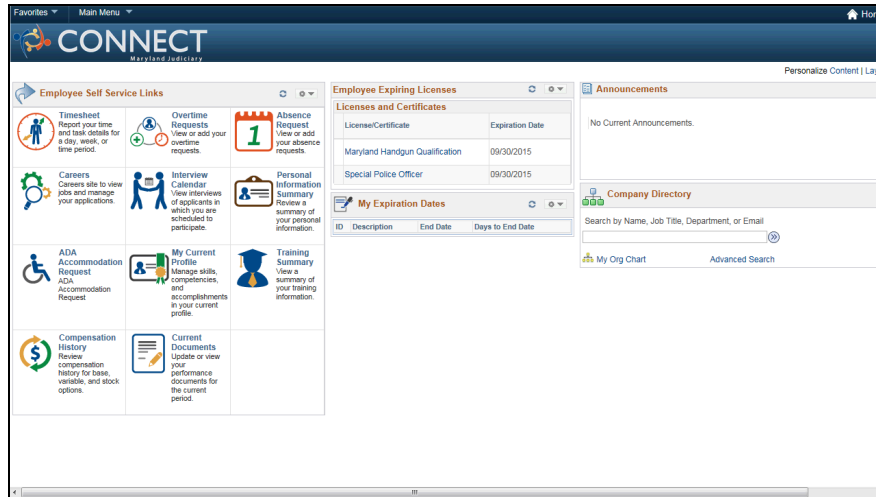 Favorites Main Menu Hom
CONNECT
Maryland Judiciary
Personalize Content | Lay
Employee Self Service Links
Timesheet
Report your time
and task details for
a day, week, or
time period.
Overtime
Requests
View or add your
overtime
requests.
Absence
Request
View or add
your absence
requests.
Careers
Careers site to view
jobs and manage
your applications.
Interview
Calendar
View interviews
of applicants in
which you are
scheduled to
participate.
Personal
Information
Summary
Review a
summary of
your personal
information.
ADA
Accommodation
Request
ADA
Accommodation
Request
My Current
Profile
Manage skills,
competencies,
and
accomplishments
in your current
profile.
Training
Summary
View a
summary of
your training
information.
Compensation
History
Review
compensation
history for base,
variable, and stock
options.
Current
Documents
Update or view
your
performance
documents for
the current
period.
Employee Expiring Licenses
Licenses and Certificates
License/Certificate Expiration Date
Maryland Handgun Qualification 09/30/2015
Special Police Officer 09/30/2015
My Expiration Dates
ID Description End Date Days to End Date
Announcements
No Current Announcements.
Company Directory
Search by Name, Job Title, Department, or Email
My Org Chart Advanced Search